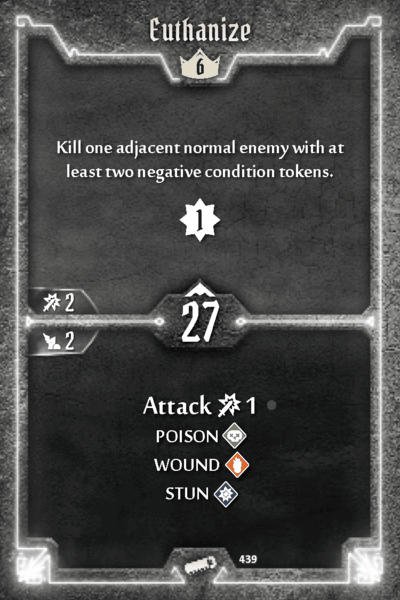 Euthanize
6
Kill one adjacent normal enemy with at
least two negative condition tokens.
1
2
27
2
Attack 1
POISON
WOUND
STUN
439